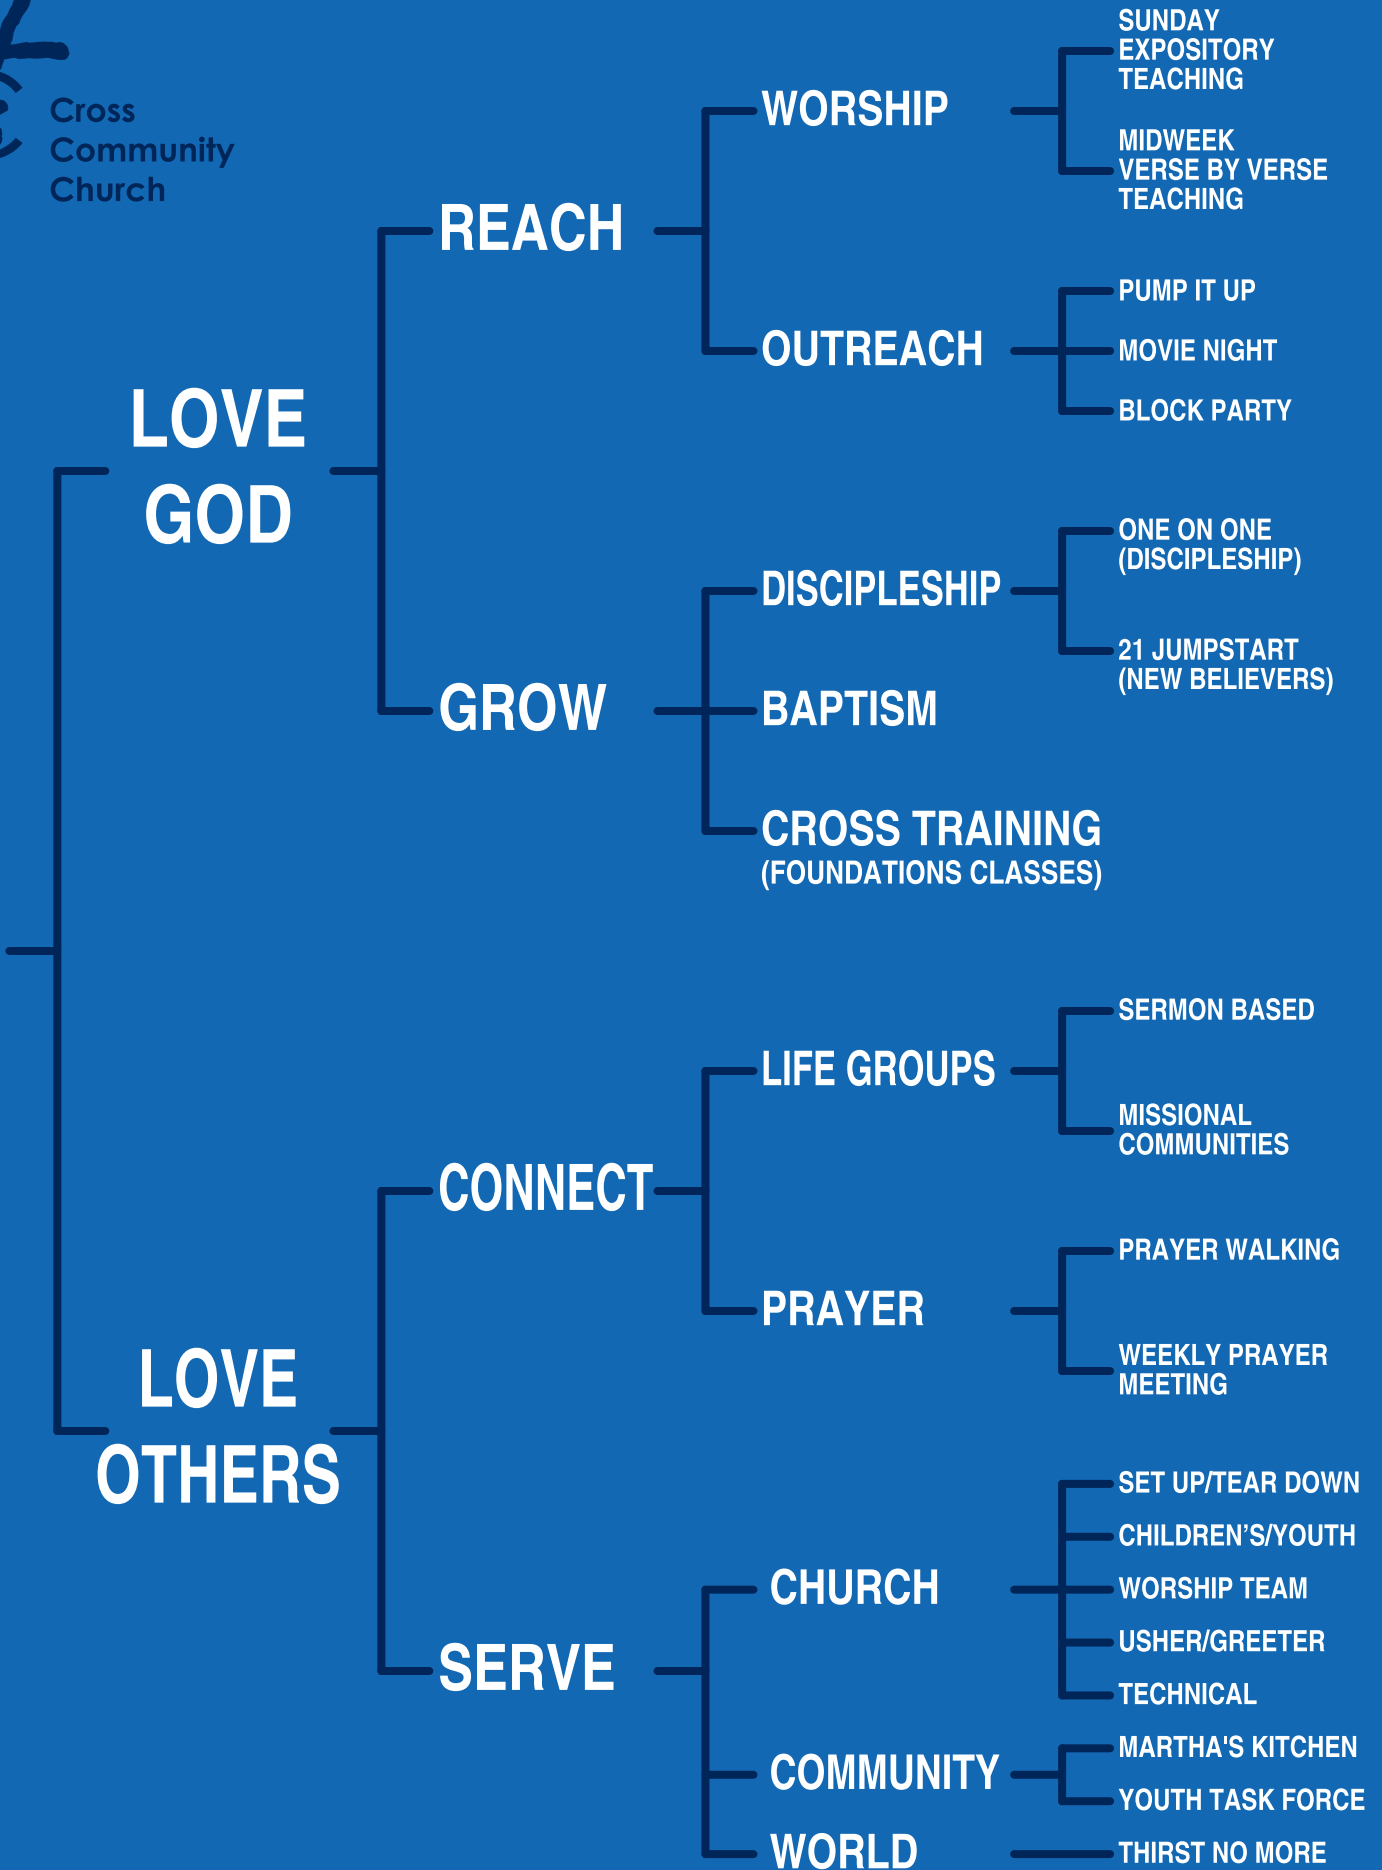 Cross
Community
Church
LOVE
GOD
REACH
WORSHIP
SUNDAY
EXPOSITORY
TEACHING
MIDWEEK
VERSE BY VERSE
TEACHING
OUTREACH
PUMP IT UP
MOVIE NIGHT
BLOCK PARTY
GROW
DISCIPLESHIP
ONE ON ONE
(DISCIPLESHIP)
21 JUMPSTART
(NEW BELIEVERS)
BAPTISM
CROSS TRAINING
(FOUNDATIONS CLASSES)
LOVE
OTHERS
CONNECT
LIFE GROUPS
SERMON BASED
MISSIONAL
COMMUNITIES
PRAYER
PRAYER WALKING
WEEKLY PRAYER
MEETING
SERVE
CHURCH
SET UP/TEAR DOWN
CHILDREN’S/YOUTH
WORSHIP TEAM
USHER/GREETER
TECHNICAL
COMMUNITY
MARTHA'S KITCHEN
YOUTH TASK FORCE
WORLD
THIRST NO MORE